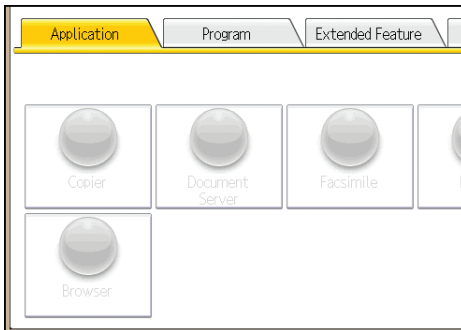 Application Program Extended Feature
Copier Document Server Facsimile
Browser